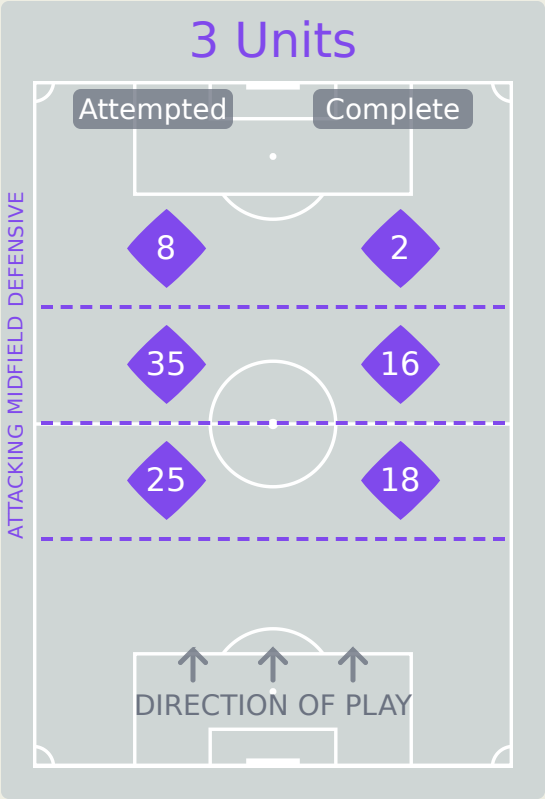 3 Units
Attempted Complete
ATTACKING MIDFIELD DEFENSIVE
8 2
35 16
25 18
DIRECTION OF PLAY